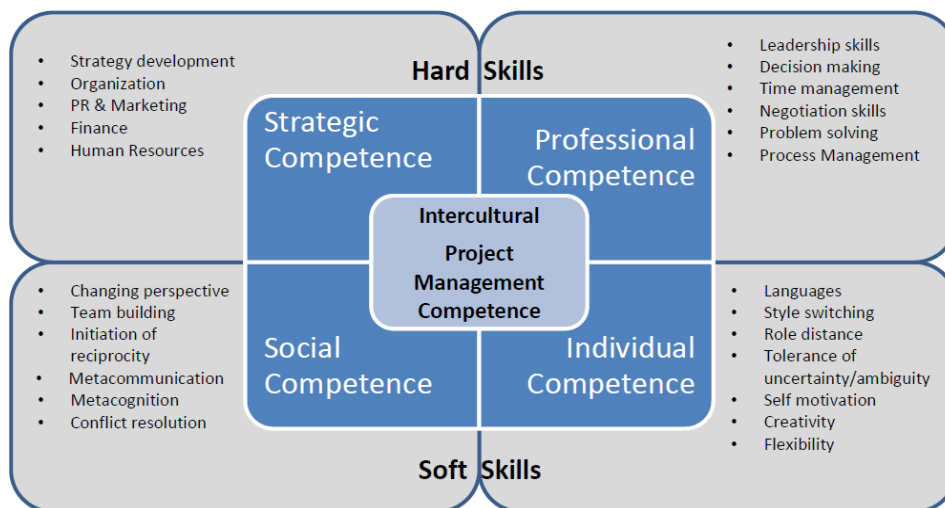 Hard Skills
• Strategy development
• Organization
• PR & Marketing
• Finance
• Human Resources
• Leadership skills
• Decision making
• Time management
• Negotiation skills
• Problem solving
• Process Management
Strategic
Competence
Professional
Competence
Intercultural
Project
Management
Competence
Social
Competence
Individual
Competence
• Changing perspective
• Team building
• Initiation of
reciprocity
• Metacommunication
• Metacognition
• Conflict resolution
• Languages
• Style switching
• Role distance
• Tolerance of
uncertainty/ambiguity
• Self motivation
• Creativity
• Flexibility
Soft Skills